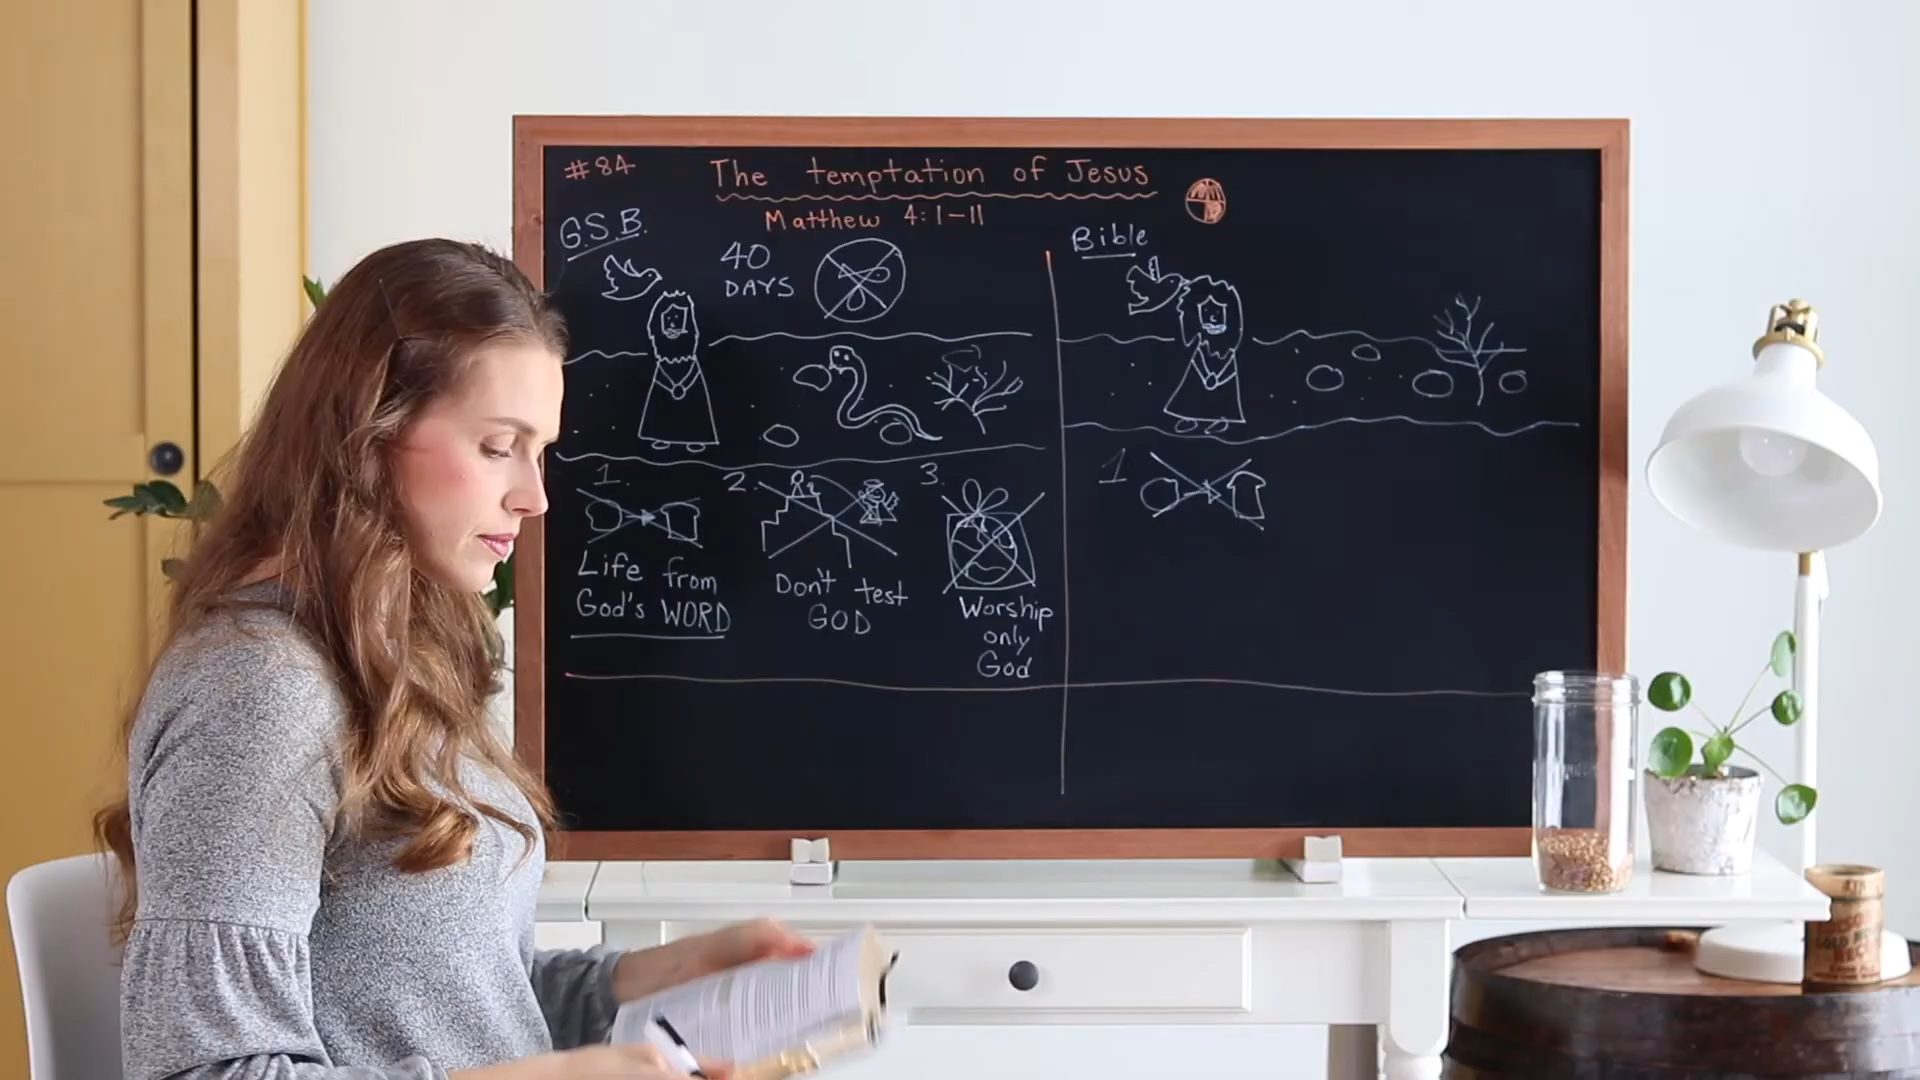 #84
The temptation of Jesus
Matthew 4:1-11
G.S.B.
40
DAYS
1.
2.
3.
Life from
God's WORD
Don't test
GOD
Worship
only
God
Bible
1